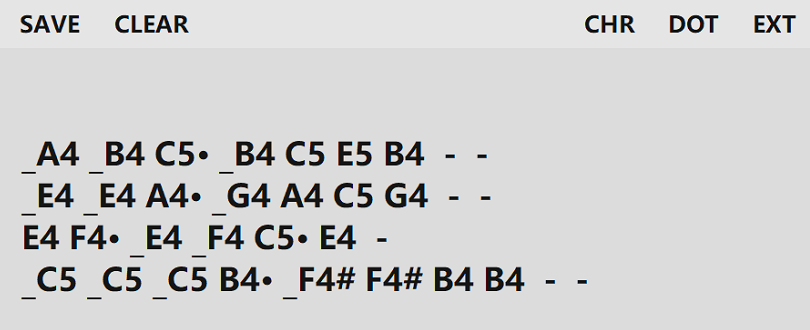 SAVE CLEAR CHR DOT EXT
_A4 _B4 C5• _B4 C5 E5 B4 - -
_E4 _E4 A4• _G4 A4 C5 G4 - -
E4 F4• _E4 _F4 C5• E4 -
_C5 _C5 _C5 B4• _F4# F4# B4 B4 - -